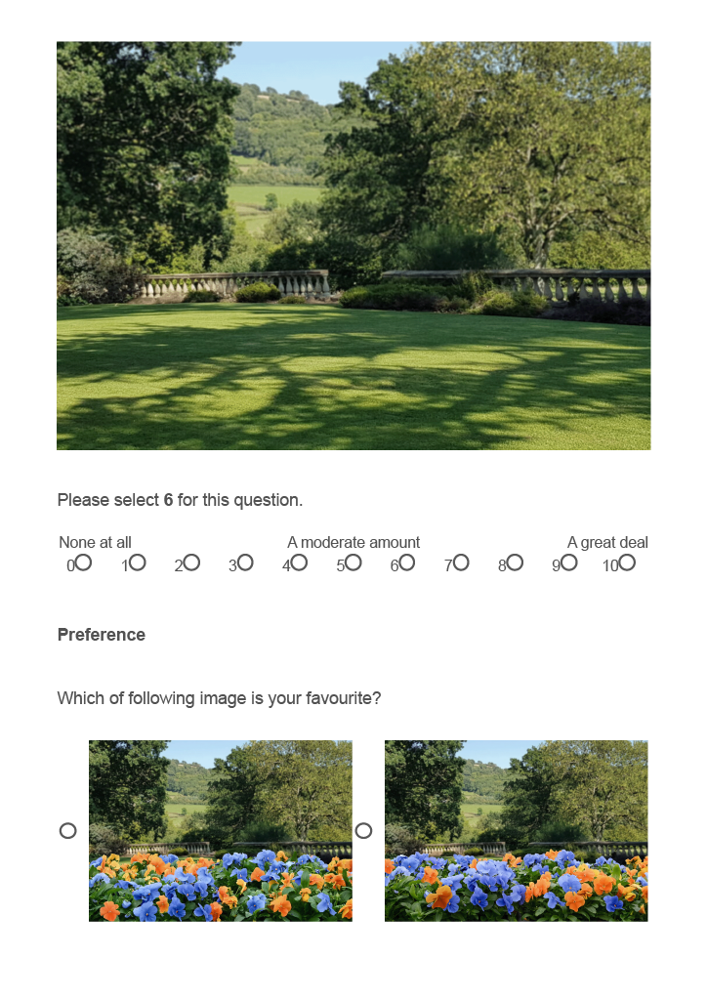 Please select 6 for this question.
None at all A moderate amount A great deal
0 1 2 3 4 5 6 7 8 9 10
Preference
Which of following image is your favourite?